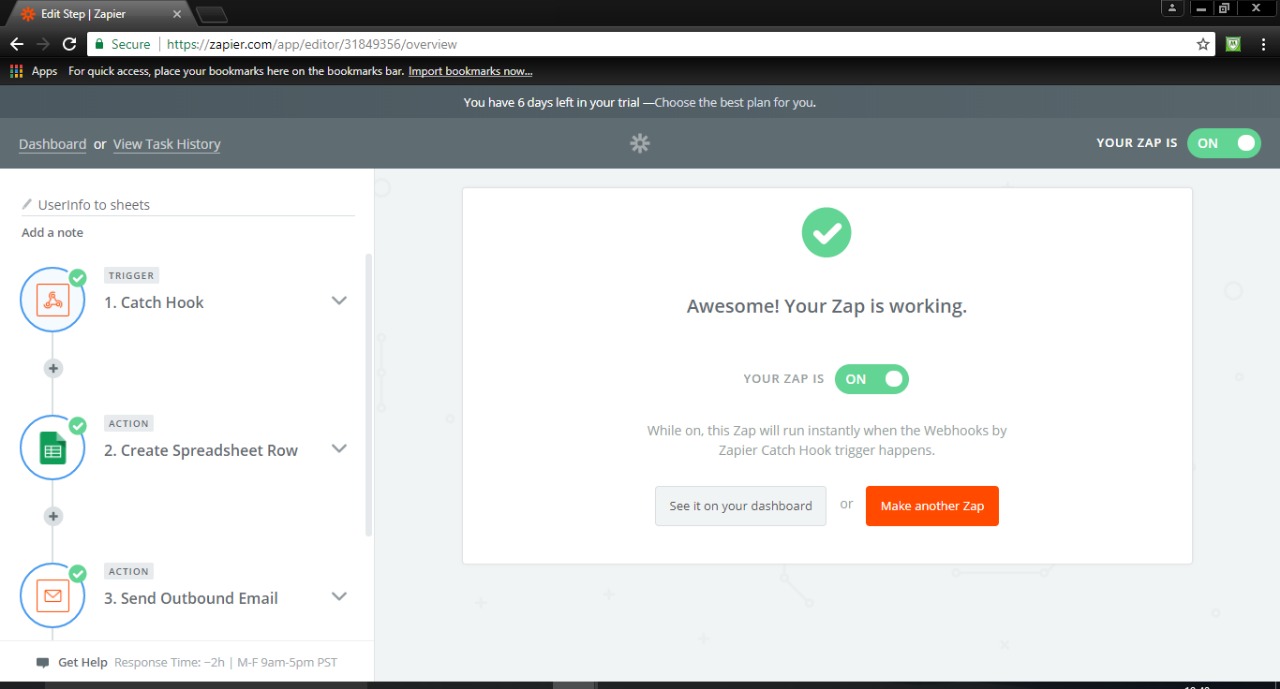 Edit Step | Zapier
Secure https://zapier.com/app/editor/31849356/overview
Apps For quick access, place your bookmarks here on the bookmarks bar. Import bookmarks now...
You have 6 days left in your trial —Choose the best plan for you.
Dashboard or View Task History
YOUR ZAP IS ON
UserInfo to sheets
Add a note
TRIGGER
1. Catch Hook
ACTION
2. Create Spreadsheet Row
ACTION
3. Send Outbound Email
Get Help Response Time: ~2h | M-F 9am-5pm PST
Awesome! Your Zap is working.
YOUR ZAP IS ON
While on, this Zap will run instantly when the Webhooks by
Zapier Catch Hook trigger happens.
See it on your dashboard or Make another Zap